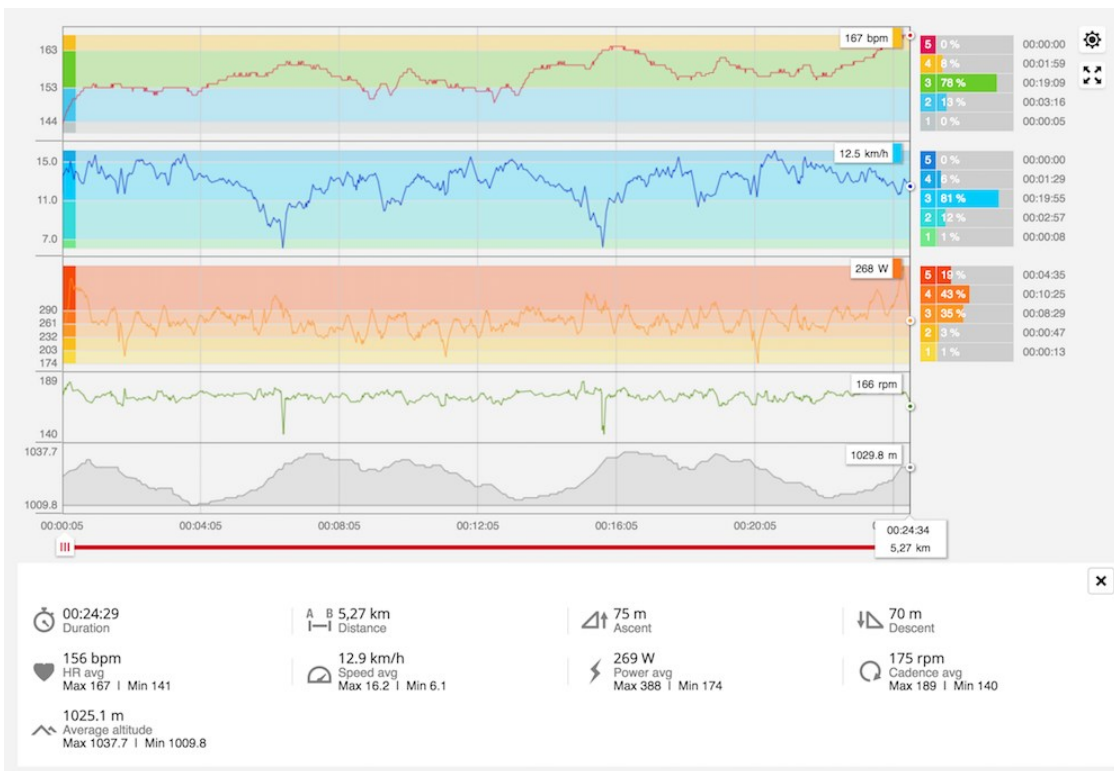 163
153
144
167 bpm
5 0 % 00:00:00
4 8 % 00:01:59
3 78 % 00:19:09
2 13 % 00:03:16
1 0 % 00:00:05
15.0
11.0
7.0
12.5 km/h
5 0 % 00:00:00
4 6 % 00:01:29
3 81 % 00:19:55
2 12 % 00:02:57
1 1 % 00:00:08
290
261
232
203
174
268 W
5 19 % 00:04:35
4 43 % 00:10:25
3 35 % 00:08:29
2 3 % 00:00:47
1 1 % 00:00:13
189
140
166 rpm
1037.7
1009.8
1029.8 m
00:00:05 00:04:05 00:08:05 00:12:05 00:16:05 00:20:05
00:24:34
5,27 km
00:24:29
Duration
A B 5,27 km
Distance
75 m
Ascent
70 m
Descent
156 bpm
HR avg
Max 167 | Min 141
12.9 km/h
Speed avg
Max 16.2 | Min 6.1
269 W
Power avg
Max 388 | Min 174
175 rpm
Cadence avg
Max 189 | Min 140
1025.1 m
Average altitude
Max 1037.7 | Min 1009.8